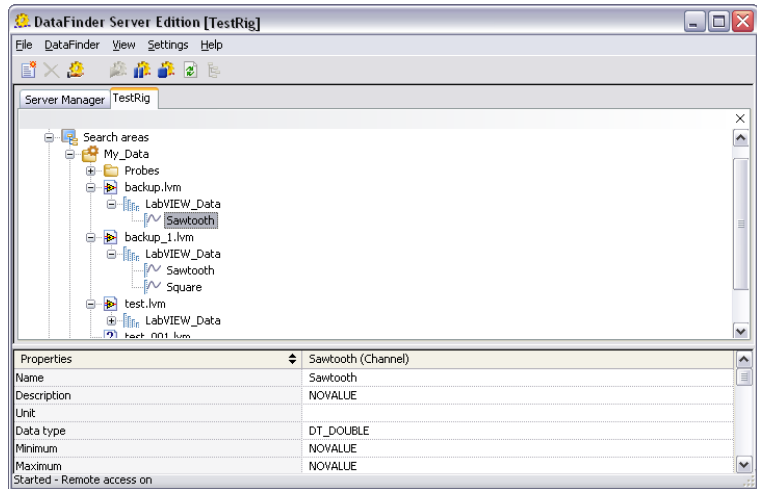 DataFinder Server Edition [TestRig]
File DataFinder View Settings Help
Server Manager TestRig
Search areas
My_Data
Probes
backup.lvm
LabVIEW_Data
Sawtooth
backup_1.lvm
LabVIEW_Data
Sawtooth
Square
test.lvm
LabVIEW_Data
test_001.lvm
Properties Sawtooth (Channel)
Name Sawtooth
Description NOVALUE
Unit
Data type DT_DOUBLE
Minimum NOVALUE
Maximum NOVALUE
Started - Remote access on